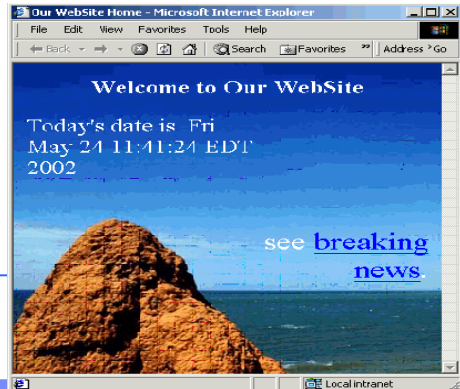 Our WebSite Home - Microsoft Internet Explorer
File Edit View Favorites Tools Help
Back Search Favorites » Address » Go
Welcome to Our WebSite
Today's date is Fri
May 24 11:41:24 EDT
2002
see breaking
news.
Local intranet